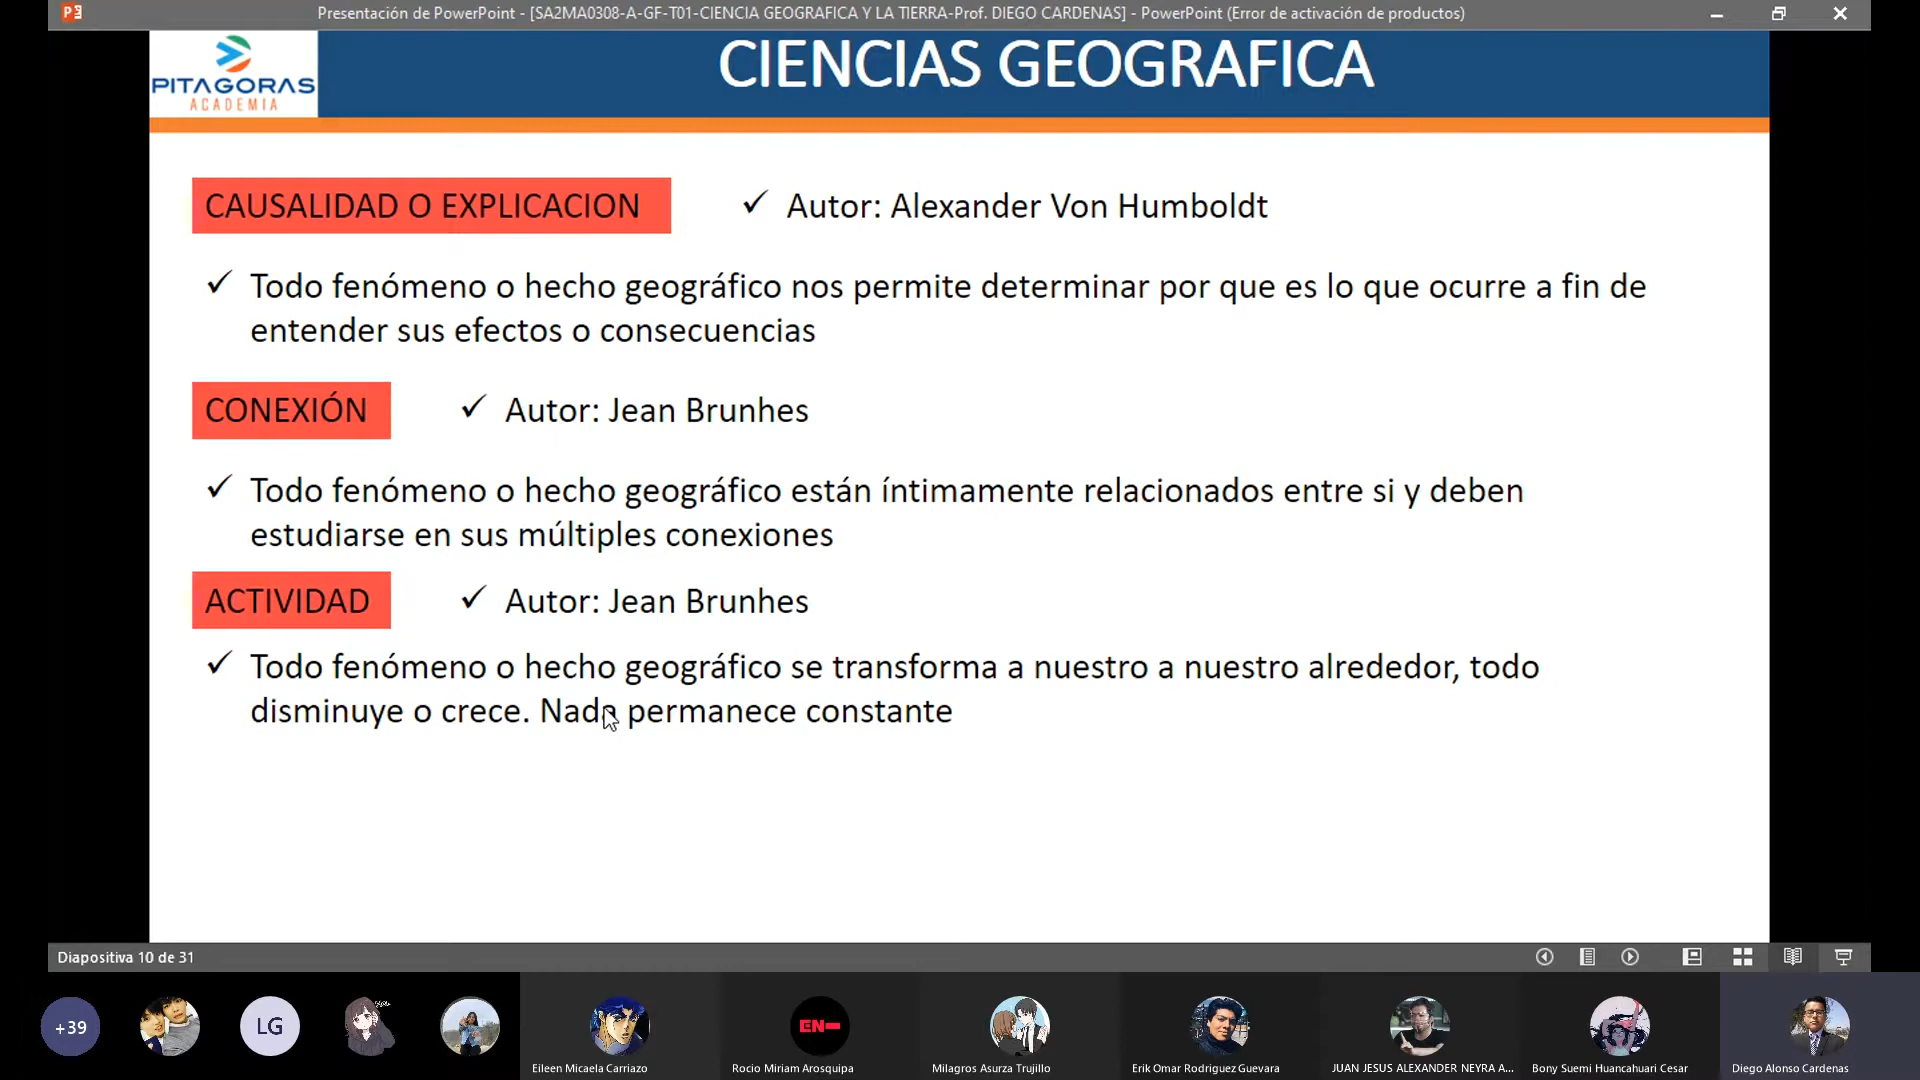 Presentación de PowerPoint - [SA2MA0308-A-GF-T01-CIENCIA GEOGRAFICA Y LA TIERRA-Prof. DIEGO CARDENAS] - PowerPoint (Error de activación de productos)
PITAGORAS
ACADEMIA
CIENCIAS GEOGRAFICA
CAUSALIDAD O EXPLICACION
✓ Autor: Alexander Von Humboldt
✓ Todo fenómeno o hecho geográfico nos permite determinar por que es lo que ocurre a fin de
entender sus efectos o consecuencias
CONEXIÓN
✓ Autor: Jean Brunhes
✓ Todo fenómeno o hecho geográfico están íntimamente relacionados entre si y deben
estudiarse en sus múltiples conexiones
ACTIVIDAD
✓ Autor: Jean Brunhes
✓ Todo fenómeno o hecho geográfico se transforma a nuestro a nuestro alrededor, todo
disminuye o crece. Nada permanece constante
Diapositiva 10 de 31
+39
LG
EN
Eileen Micaela Carriazo
Rocio Miriam Arosquipa
Milagros Asurza Trujillo
Erik Omar Rodriguez Guevara
JUAN JESUS ALEXANDER NEYRA A...
Bony Suemi Huancahuari Cesar
Diego Alonso Cardenas